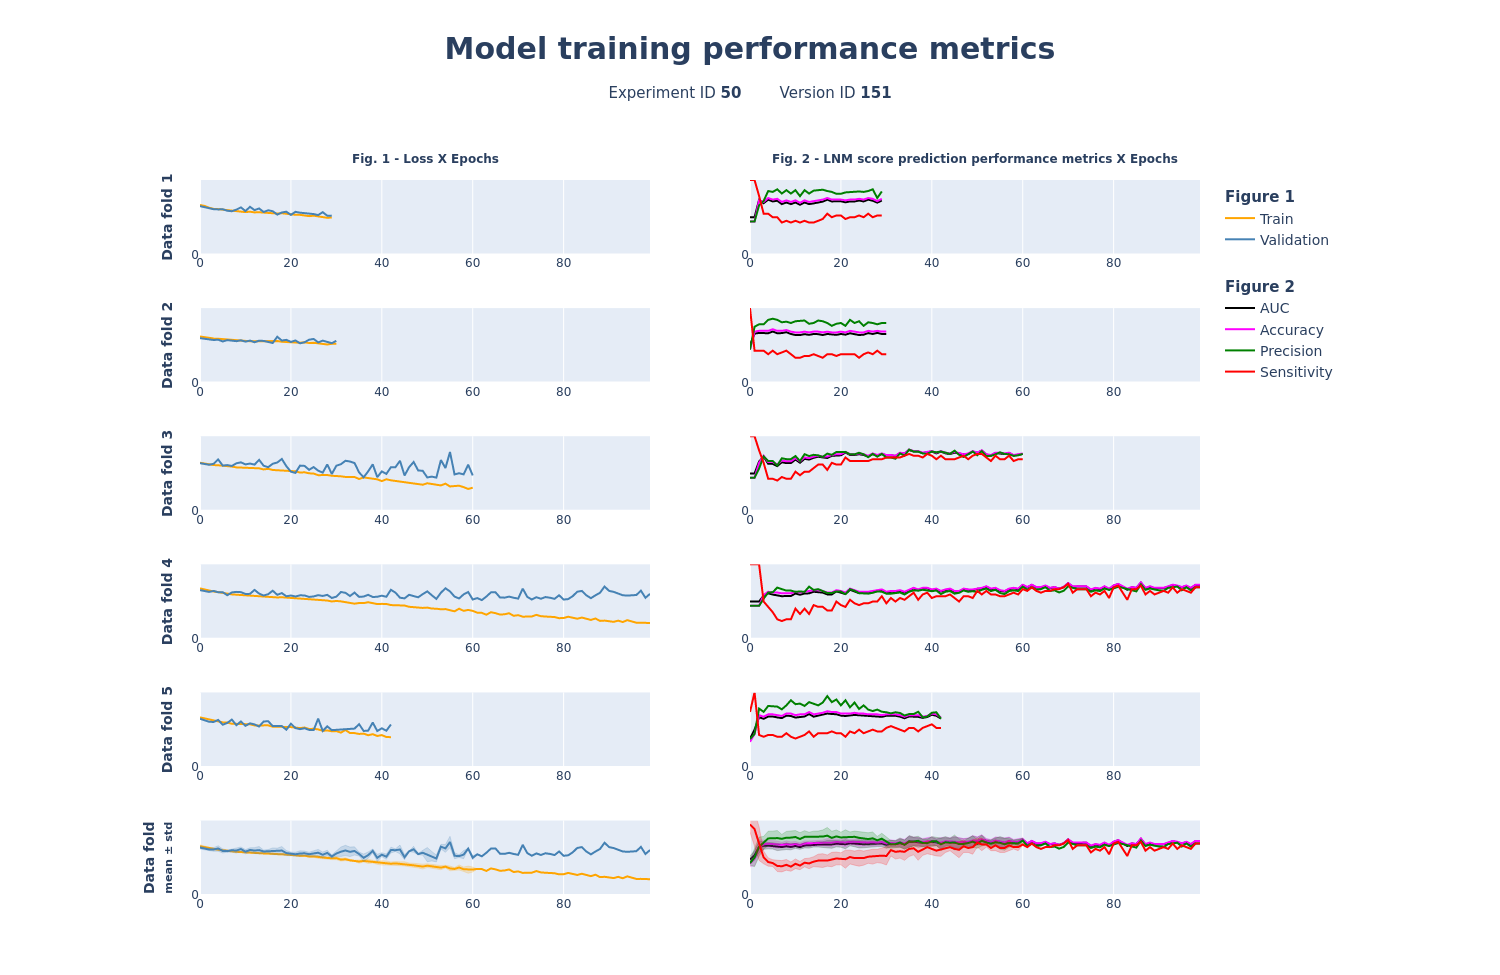 Model training performance metrics
Experiment ID 50 Version ID 151
Fig. 1 - Loss X Epochs
Fig. 2 - LNM score prediction performance metrics X Epochs
Data fold 1
0
0 20 40 60 80
0
0 20 40 60 80
Figure 1
Train
Validation
Figure 2
AUC
Accuracy
Precision
Sensitivity
Data fold 2
0
0 20 40 60 80
0
0 20 40 60 80
Data fold 3
0
0 20 40 60 80
0
0 20 40 60 80
Data fold 4
0
0 20 40 60 80
0
0 20 40 60 80
Data fold 5
0
0 20 40 60 80
0
0 20 40 60 80
Data fold
mean ± std
0
0 20 40 60 80
0
0 20 40 60 80